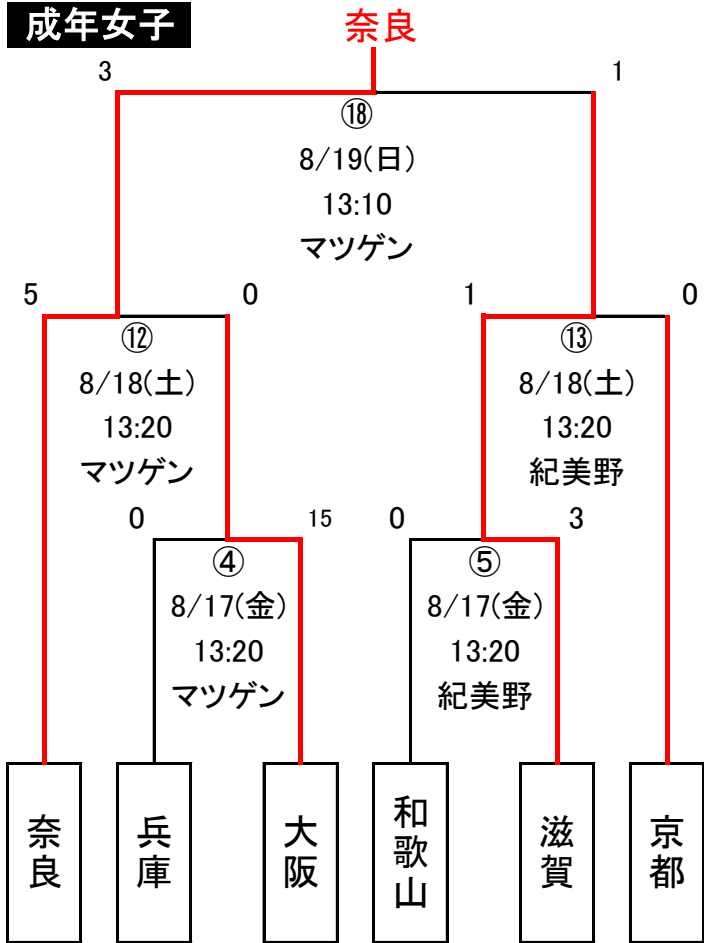 成年女子
奈良
3
1
⑱
8/19(日)
13:10
マツゲン
5
0
1
0
⑫
8/18(土)
13:20
マツゲン
⑬
8/18(土)
13:20
紀美野
0
15
0
3
④
8/17(金)
13:20
マツゲン
⑤
8/17(金)
13:20
紀美野
奈良
兵庫
大阪
和歌山
滋賀
京都